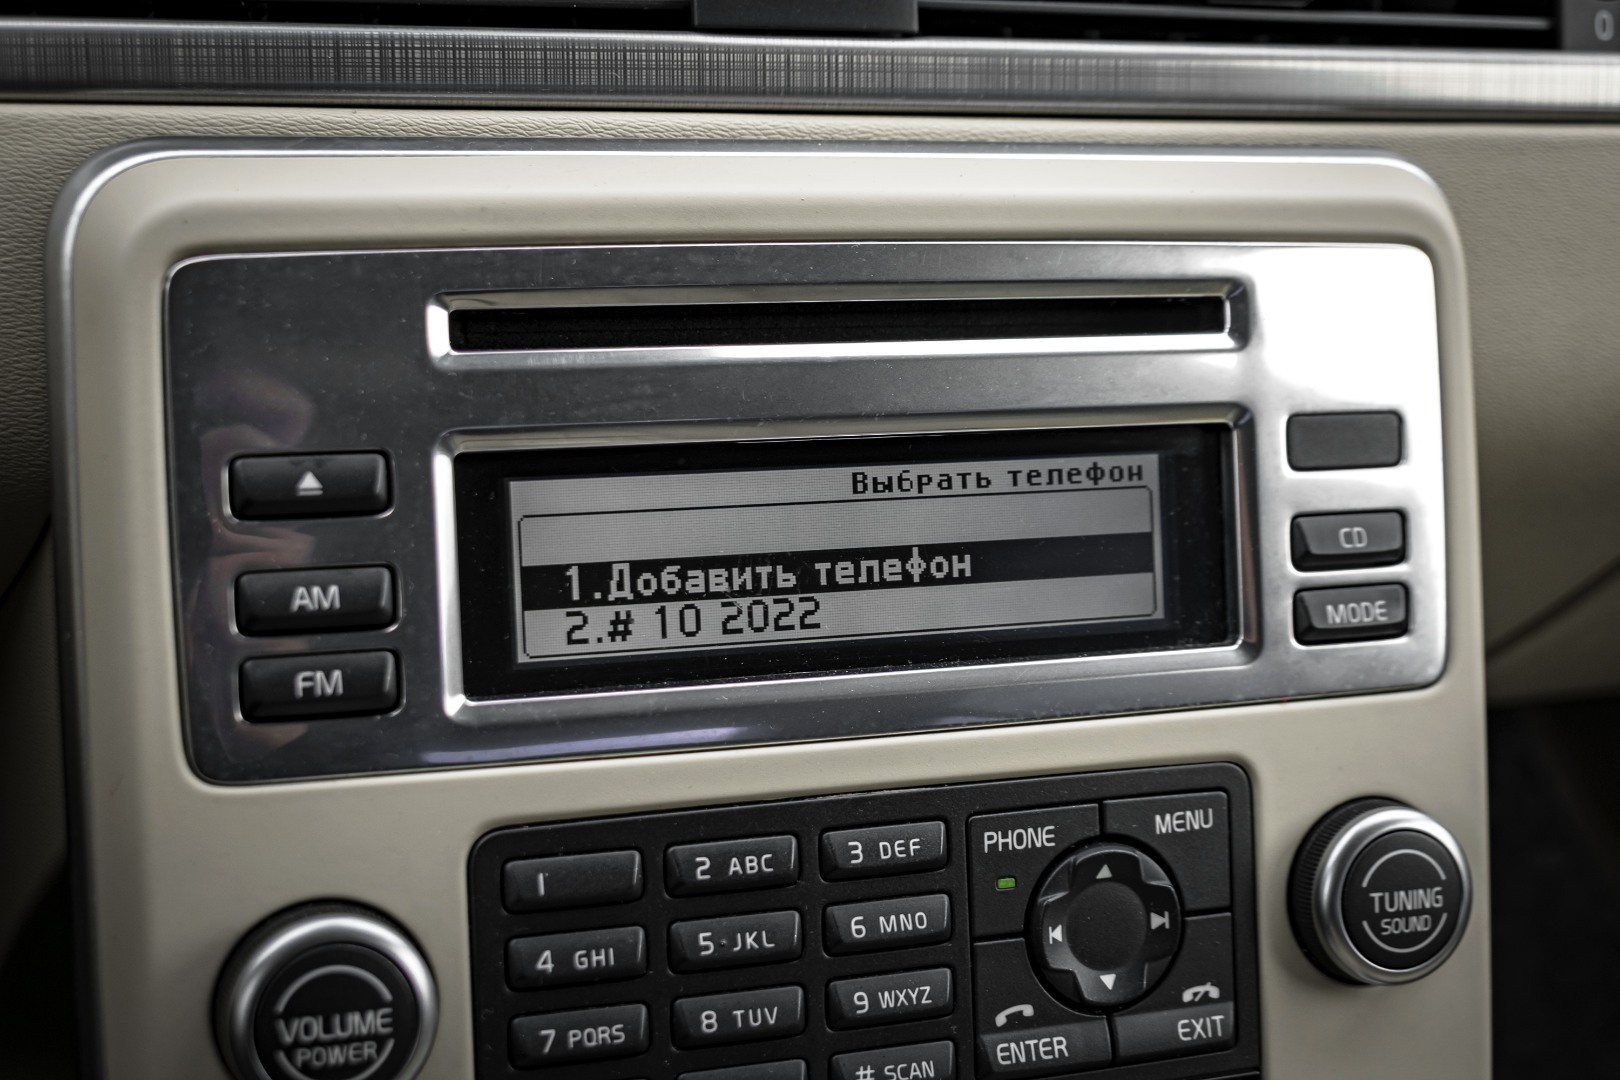 0
Выбрать телефон
1.Добавить телефон
2.# 10 2022
AM
FM
CD
MODE
PHONE
MENU
ENTER
EXIT
1
2 ABC
3 DEF
4 GHI
5 JKL
6 MNO
7 PQRS
8 TUV
9 WXYZ
# SCAN
VOLUME
POWER
TUNING
SOUND